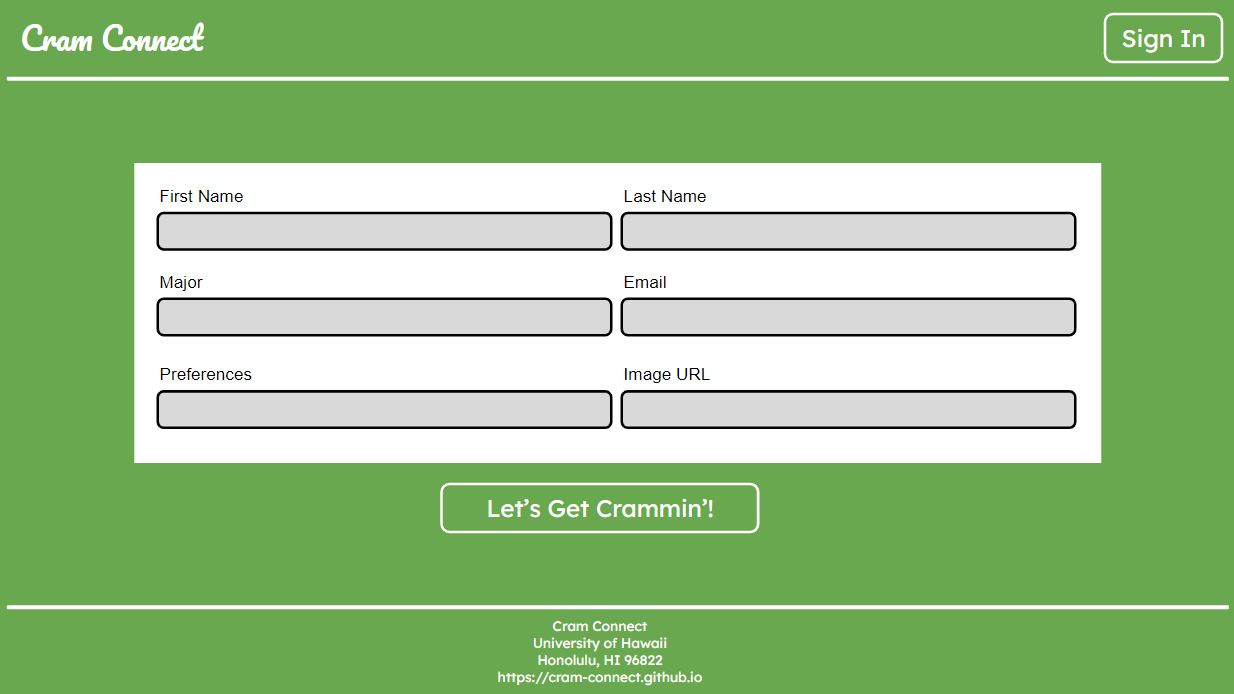 Cram Connect
Sign In
First Name
Last Name
Major
Email
Preferences
Image URL
Let’s Get Crammin’!
Cram Connect
University of Hawaii
Honolulu, HI 96822
https://cram-connect.github.io